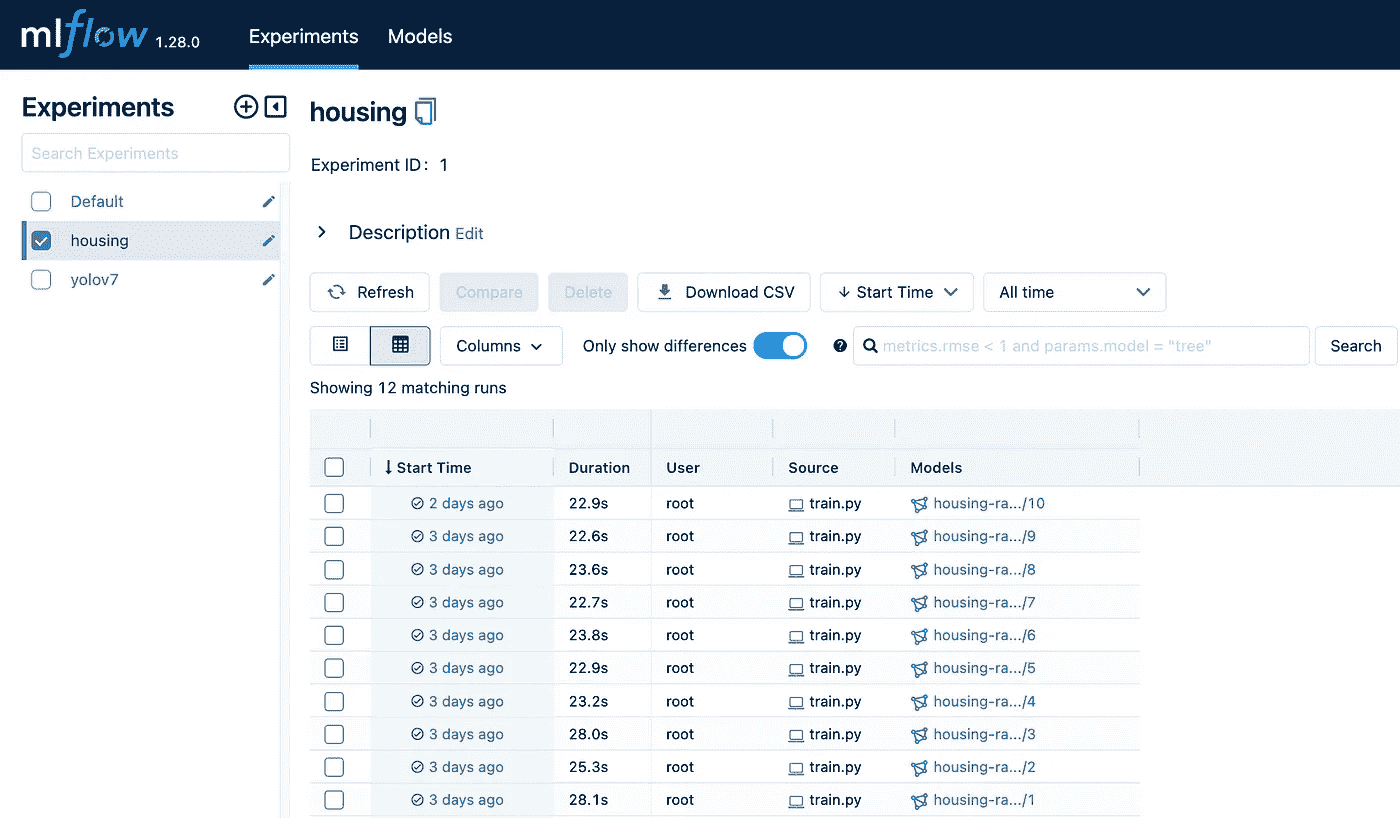 mlflow 1.28.0 Experiments Models
Experiments
Search Experiments
Default
housing
yolov7
housing
Experiment ID: 1
Description Edit
Refresh Compare Delete Download CSV Start Time All time
Columns Only show differences metrics.rmse < 1 and params.model = "tree" Search
Showing 12 matching runs
Start Time Duration User Source Models
2 days ago 22.9s root train.py housing-ra.../10
3 days ago 22.6s root train.py housing-ra.../9
3 days ago 23.6s root train.py housing-ra.../8
3 days ago 22.7s root train.py housing-ra.../7
3 days ago 23.8s root train.py housing-ra.../6
3 days ago 22.9s root train.py housing-ra.../5
3 days ago 23.2s root train.py housing-ra.../4
3 days ago 28.0s root train.py housing-ra.../3
3 days ago 25.3s root train.py housing-ra.../2
3 days ago 28.1s root train.py housing-ra.../1